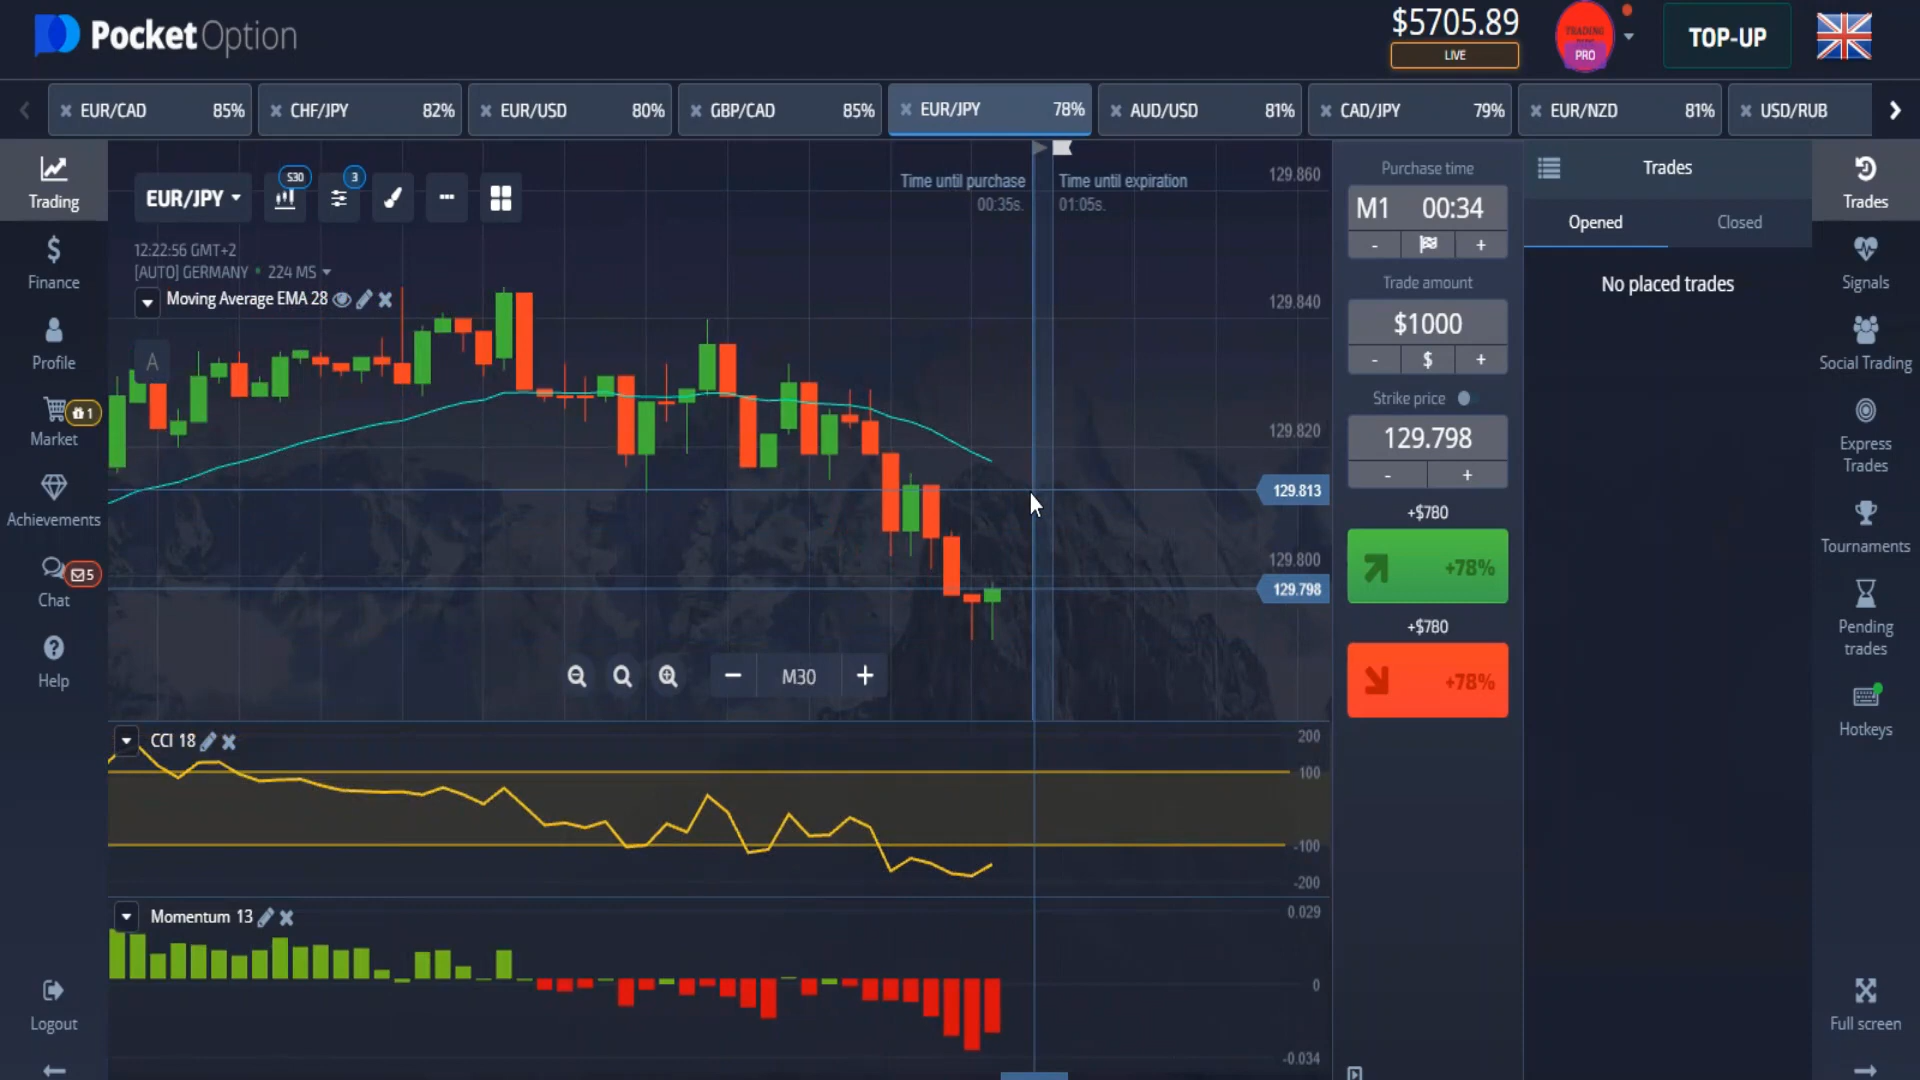 PocketOption
$5705.89
LIVE
TRADING
PRO
TOP-UP
EUR/CAD 85%
CHF/JPY 82%
EUR/USD 80%
GBP/CAD 85%
EUR/JPY 78%
AUD/USD 81%
CAD/JPY 79%
EUR/NZD 81%
USD/RUB
Trading
Finance
Profile
Market
1
Achievements
Chat
5
Help
Logout
EUR/JPY
S30
3
12:22:56 GMT+2
[AUTO] GERMANY • 224 MS
Moving Average EMA 28
A
Time until purchase
00:35s.
Time until expiration
01:05s.
129.860
129.840
129.820
129.813
129.800
129.798
M30
CCI 18
200
100
-100
-200
Momentum 13
0.029
0
-0.034
Purchase time
M1 00:34
- +
Trade amount
$1000
- $ +
Strike price
129.798
- +
+$780
+78%
+$780
+78%
Trades
Opened Closed
No placed trades
Trades
Signals
Social Trading
Express
Trades
Tournaments
Pending
trades
Hotkeys
Full screen